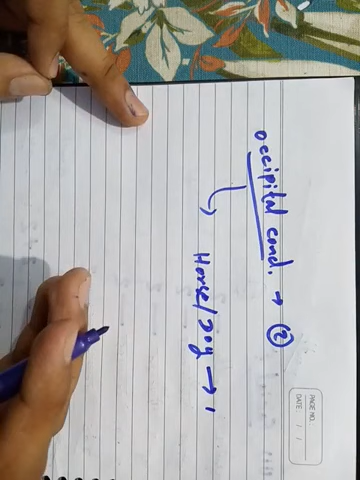 occipital cond. → ②
Horse/Dog → 1
PAGE NO.:
DATE: / /